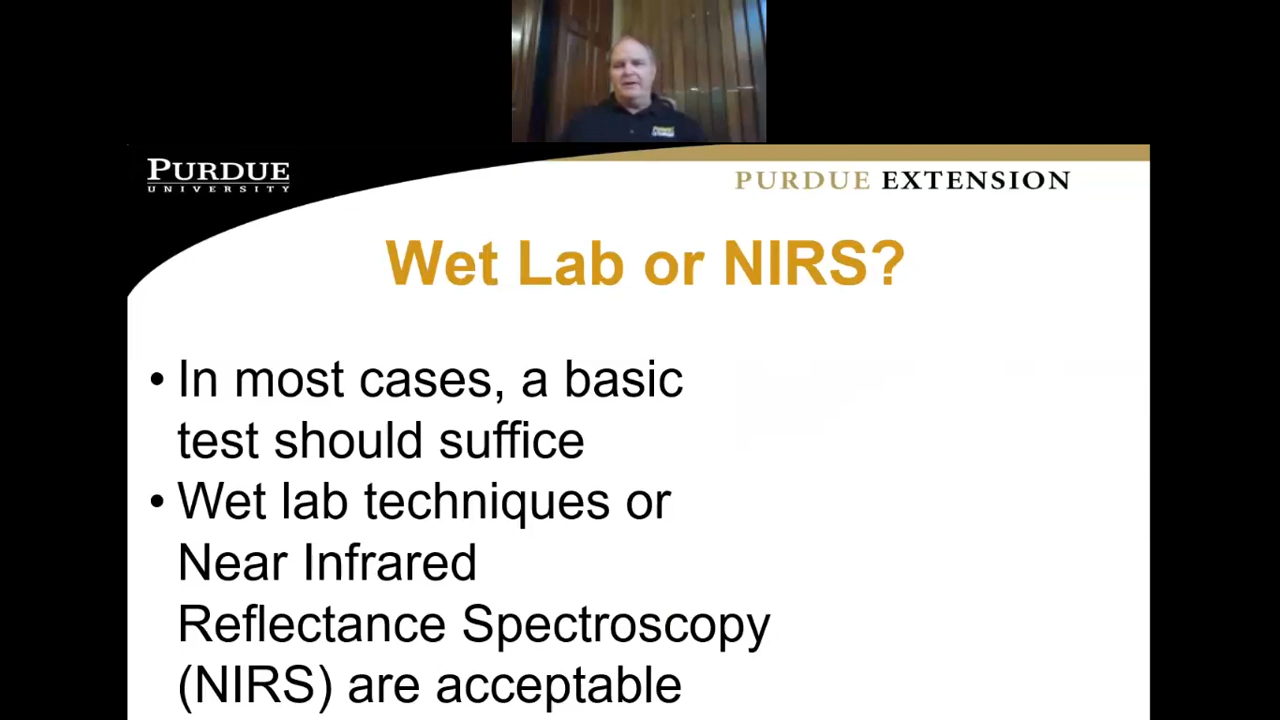 PURDUE
UNIVERSITY
PURDUE EXTENSION
Wet Lab or NIRS?
• In most cases, a basic
test should suffice
• Wet lab techniques or
Near Infrared
Reflectance Spectroscopy
(NIRS) are acceptable